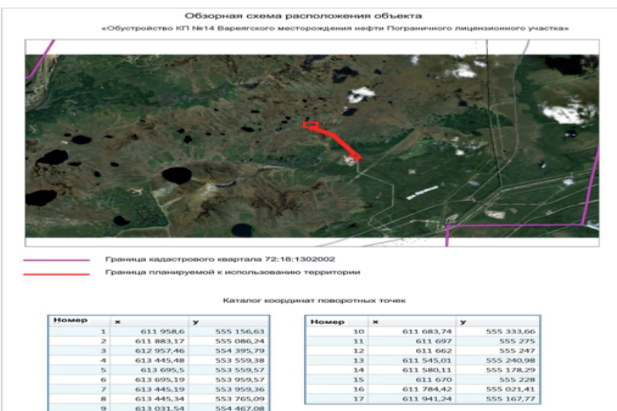 Обзорная схема расположения объекта
«Обустройство КП №14 Вареягского месторождения нефти Пограничного лицензионного участка»
Граница кадастрового квартала 72:18:1302002
Граница планируемой к использованию территории
Каталог координат поворотных точек
Номер x y
1 611 958,6 555 156,63
2 611 883,17 555 086,24
3 612 957,46 554 395,79
4 613 445,48 553 559,38
5 613 695,5 553 559,57
6 613 695,19 553 959,57
7 613 445,19 553 959,36
8 613 445,34 553 765,09
9 613 031,54 554 467,08
Номер x y
10 611 683,74 555 333,66
11 611 697 555 275
12 611 662 555 247
13 611 545,01 555 240,98
14 611 580,11 555 178,29
15 611 670 555 228
16 611 784,42 555 021,41
17 611 941,24 555 167,77